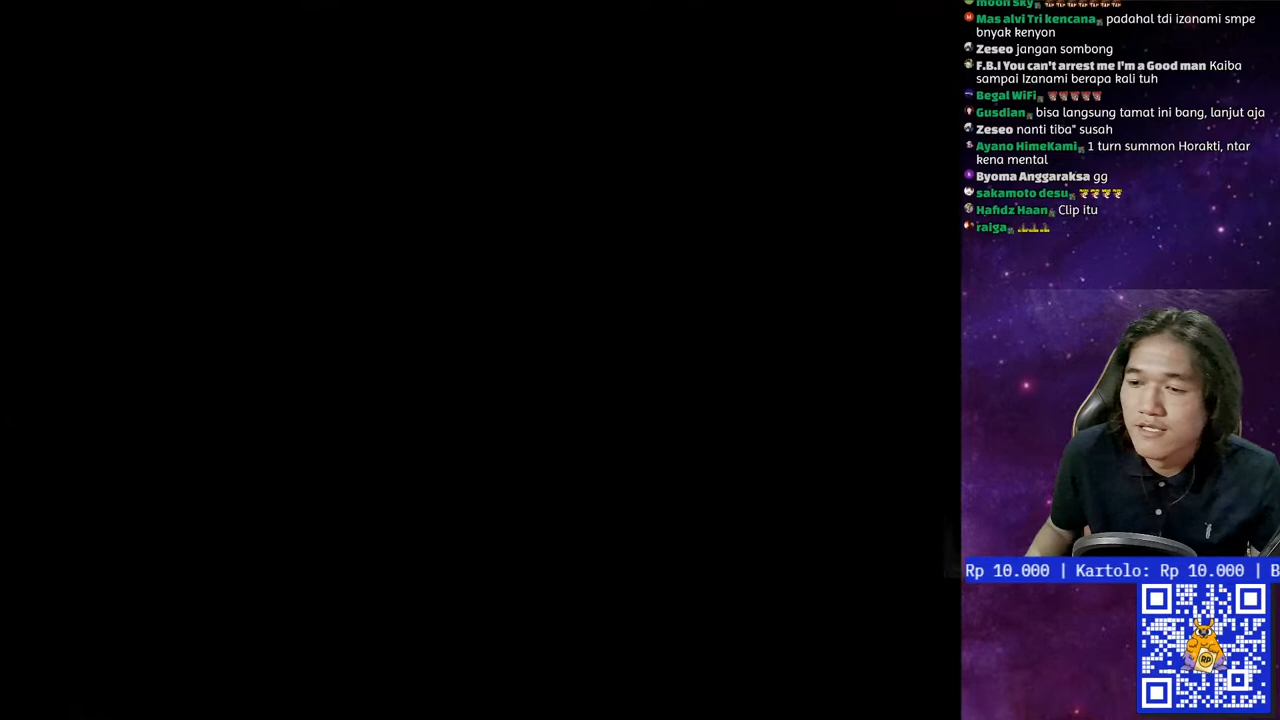 moon sky
Mas alvi Tri kencana padahal tdi izanami smpe
bnyak kenyon
Zeseo jangan sombong
F.B.I You can't arrest me I'm a Good man Kaiba
sampai Izanami berapa kali tuh
Begal WiFi
Gusdian bisa langsung tamat ini bang, lanjut aja
Zeseo nanti tiba" susah
Ayano HimeKami 1 turn summon Horakti, ntar
kena mental
Byoma Anggaraksa gg
sakamoto desu
Hafidz Haan Clip itu
raiga
Rp 10.000 | Kartolo: Rp 10.000 | B
RP